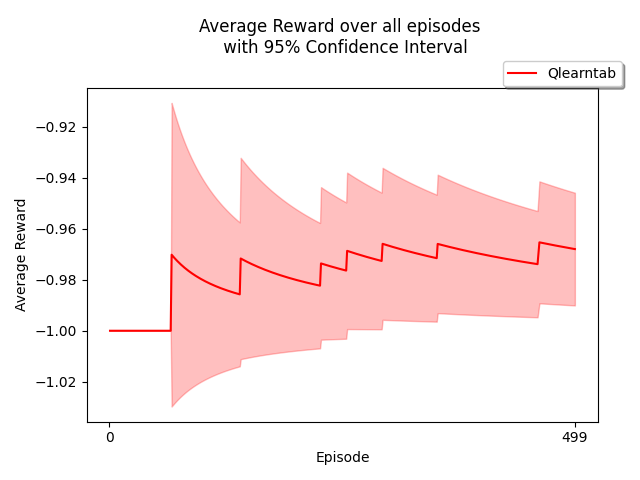 Average Reward over all episodes
with 95% Confidence Interval
Qlearntab
−0.92
−0.94
−0.96
−0.98
−1.00
−1.02
Average Reward
0
499
Episode